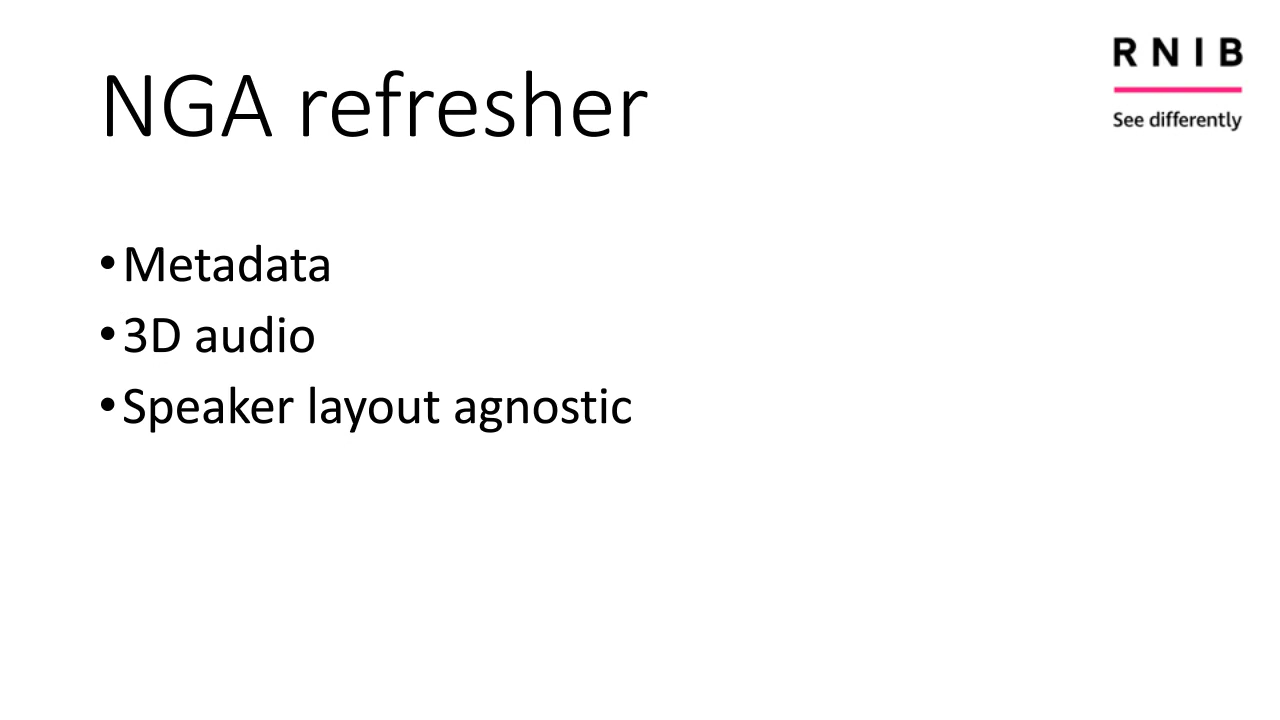 NGA refresher
RNIB
See differently
• Metadata
• 3D audio
• Speaker layout agnostic